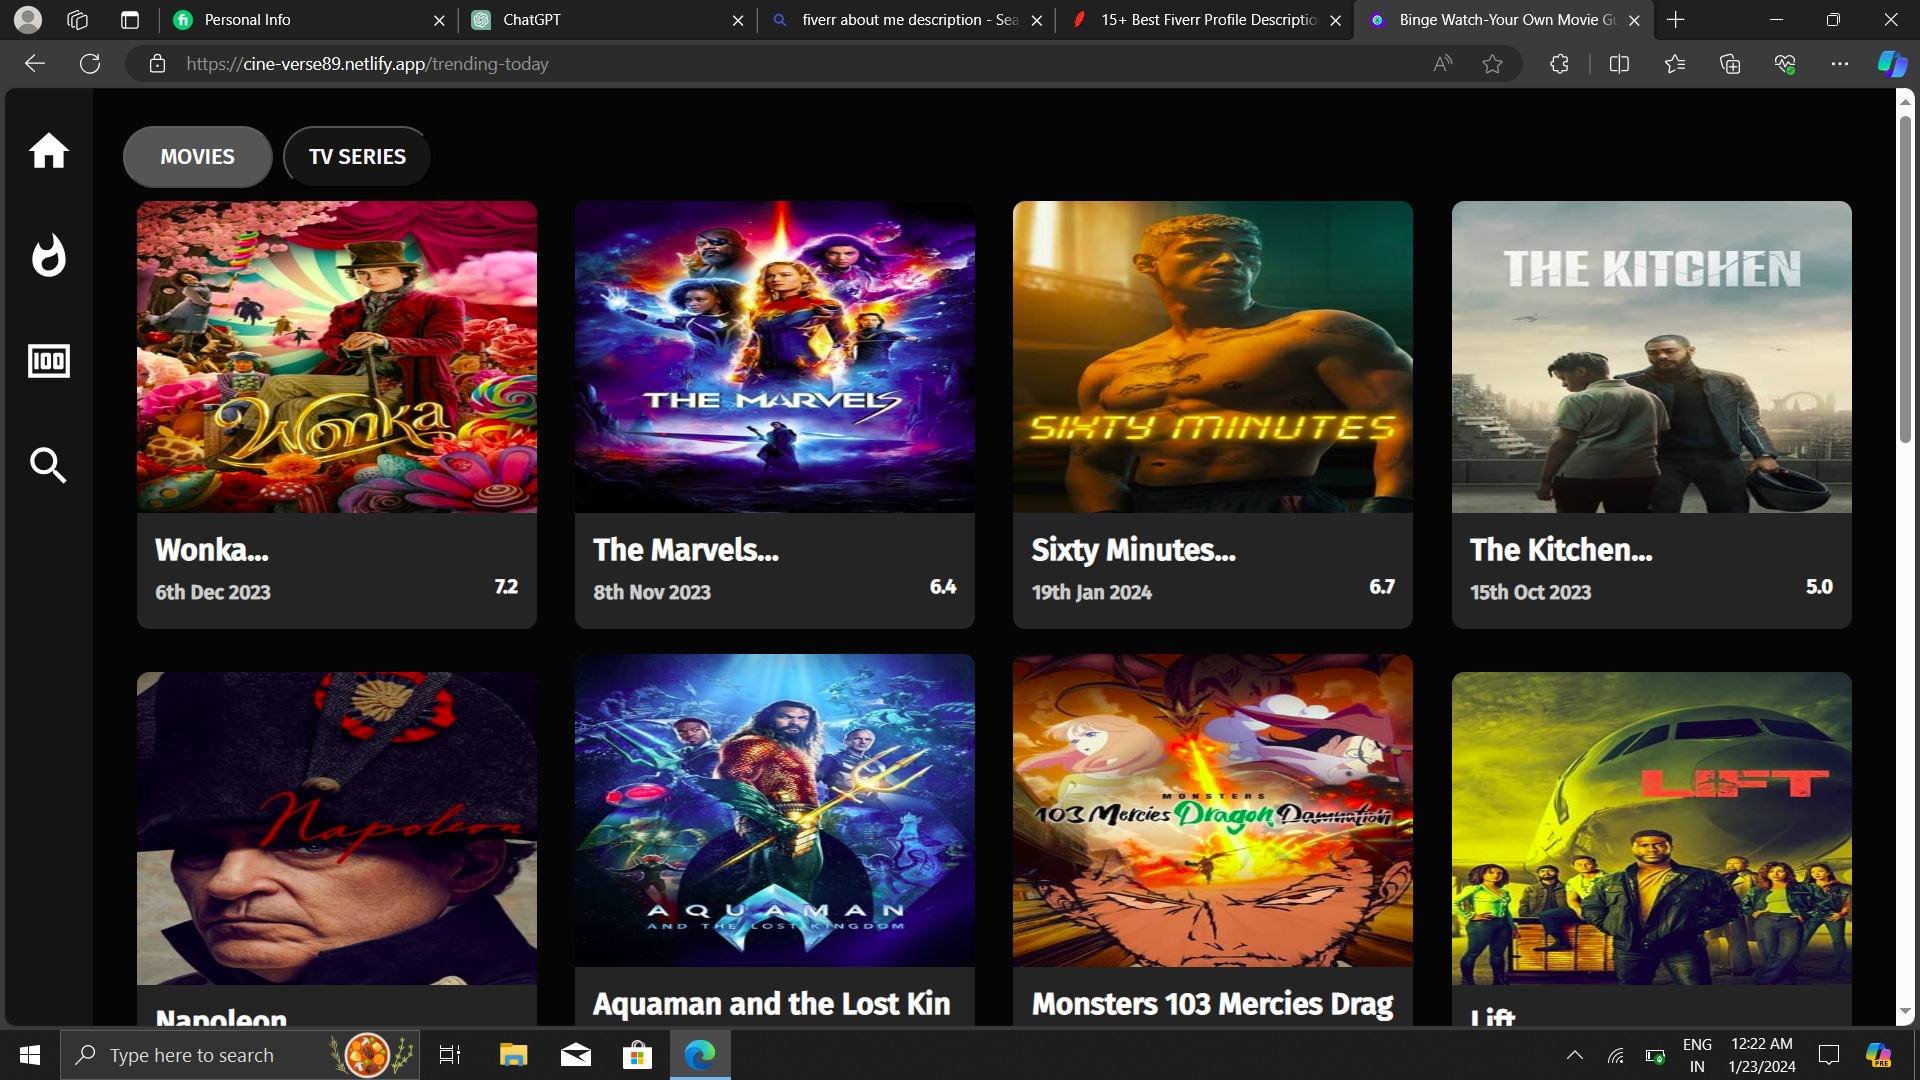 Personal Info
ChatGPT
fiverr about me description - Sea
15+ Best Fiverr Profile Descriptio
Binge Watch-Your Own Movie Gu
https://cine-verse89.netlify.app/trending-today
MOVIES
TV SERIES
100
Wonka
THE MARVELS
SIXTY MINUTES
THE KITCHEN
Wonka...
6th Dec 2023
7.2
The Marvels...
8th Nov 2023
6.4
Sixty Minutes...
19th Jan 2024
6.7
The Kitchen...
15th Oct 2023
5.0
Napoleon
AQUAMAN
AND THE LOST KINGDOM
MONSTERS
103 Mercies Dragon Damnation
LIFT
Napoleon
Aquaman and the Lost Kin
Monsters 103 Mercies Drag
Lift
Type here to search
ENG
IN
12:22 AM
1/23/2024
PRE